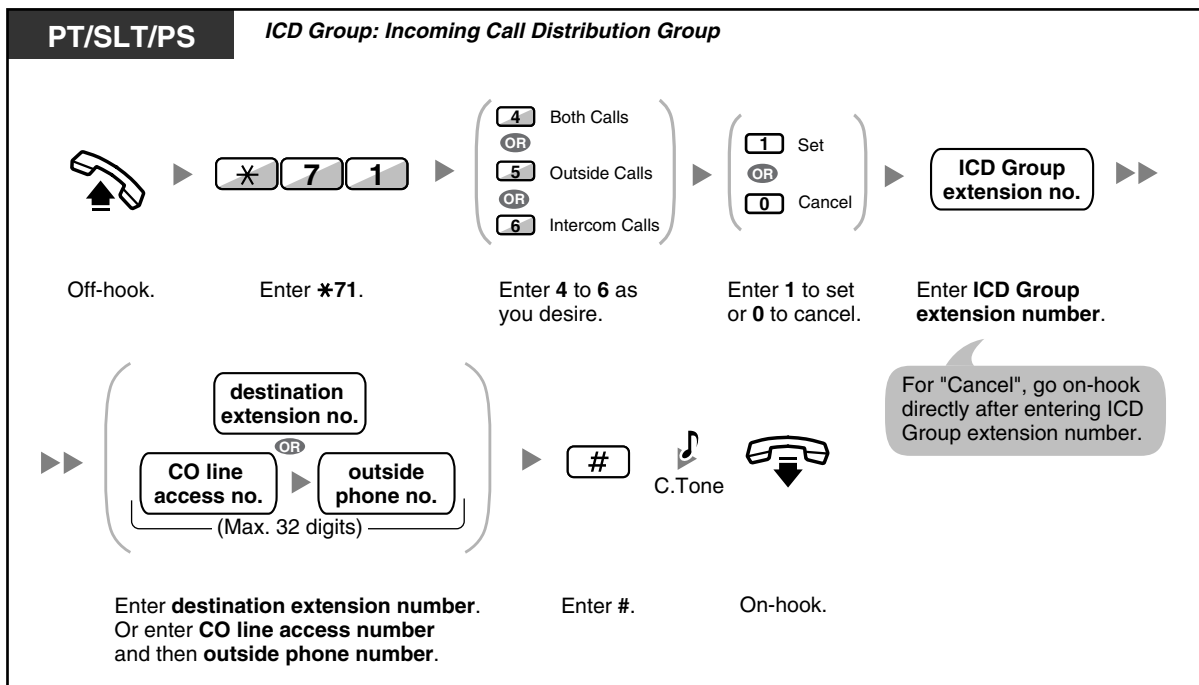 PT/SLT/PS
ICD Group: Incoming Call Distribution Group
4 Both Calls
OR
5 Outside Calls
OR
6 Intercom Calls
1 Set
OR
0 Cancel
ICD Group
extension no.
* 7 1
Off-hook.
Enter *71.
Enter 4 to 6 as
you desire.
Enter 1 to set
or 0 to cancel.
Enter ICD Group
extension number.
For "Cancel", go on-hook
directly after entering ICD
Group extension number.
destination
extension no.
OR
CO line
access no.
outside
phone no.
(Max. 32 digits)
#
C.Tone
Enter destination extension number.
Or enter CO line access number
and then outside phone number.
Enter #.
On-hook.